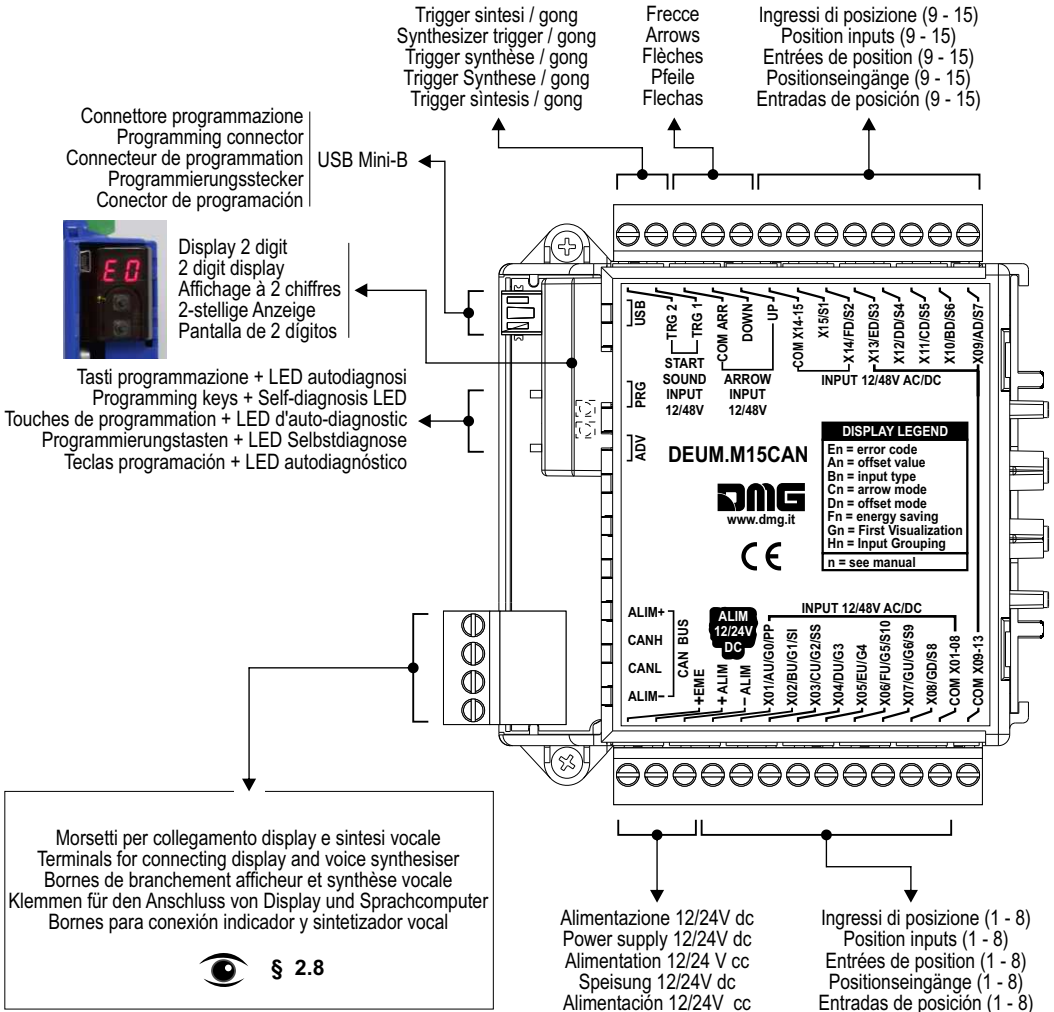 Trigger sintesi / gong
Synthesizer trigger / gong
Trigger synthèse / gong
Trigger Synthese / gong
Trigger sìntesis / gong
Frecce
Arrows
Flèches
Pfeile
Flechas
Ingressi di posizione (9 - 15)
Position inputs (9 - 15)
Entrées de position (9 - 15)
Positionseingänge (9 - 15)
Entradas de posición (9 - 15)
Connettore programmazione
Programming connector
Connecteur de programmation
Programmierungsstecker
Conector de programación
USB Mini-B
E0
Display 2 digit
2 digit display
Affichage à 2 chiffres
2-stellige Anzeige
Pantalla de 2 dígitos
Tasti programmazione + LED autodiagnosi
Programming keys + Self-diagnosis LED
Touches de programmation + LED d'auto-diagnostic
Programmierungstasten + LED Selbstdiagnose
Teclas programación + LED autodiagnóstico
USB
PRG
ADV
TRG 2
TRG 1
COM ARR
DOWN
UP
COM X14-15
X15/S1
X14/FD/S2
X13/ED/S3
X12/DD/S4
X11/CD/S5
X10/BD/S6
X09/AD/S7
START
SOUND
INPUT
12/48V
ARROW
INPUT
12/48V
INPUT 12/48V AC/DC
DEUM.M15CAN
DMG
www.dmg.it
CE
DISPLAY LEGEND
En = error code
An = offset value
Bn = input type
Cn = arrow mode
Dn = offset mode
Fn = energy saving
Gn = First Visualization
Hn = Input Grouping
n = see manual
ALIM+
CANH
CANL
ALIM-
CAN BUS
ALIM
12/24V
DC
INPUT 12/48V AC/DC
+EME
+ ALIM
– ALIM
X01/AU/G0/PP
X02/BU/G1/SI
X03/CU/G2/SS
X04/DU/G3
X05/EU/G4
X06/FU/G5/S10
X07/GU/G6/S9
X08/GD/S8
COM X01-08
COM X09-13
Morsetti per collegamento display e sintesi vocale
Terminals for connecting display and voice synthesiser
Bornes de branchement afficheur et synthèse vocale
Klemmen für den Anschluss von Display und Sprachcomputer
Bornes para conexión indicador y sintetizador vocal
§ 2.8
Alimentazione 12/24V dc
Power supply 12/24V dc
Alimentation 12/24 V cc
Speisung 12/24V dc
Alimentación 12/24V cc
Ingressi di posizione (1 - 8)
Position inputs (1 - 8)
Entrées de position (1 - 8)
Positionseingänge (1 - 8)
Entradas de posición (1 - 8)